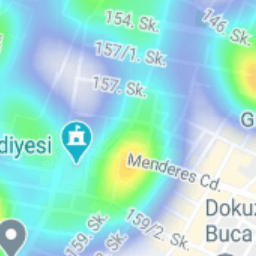 154. Sk.
146. Sk.
157/1. Sk.
157. Sk.
G
diyesi
Menderes Cd.
Dokuz
Buca
159/2. Sk.
159. Sk.
Sk.